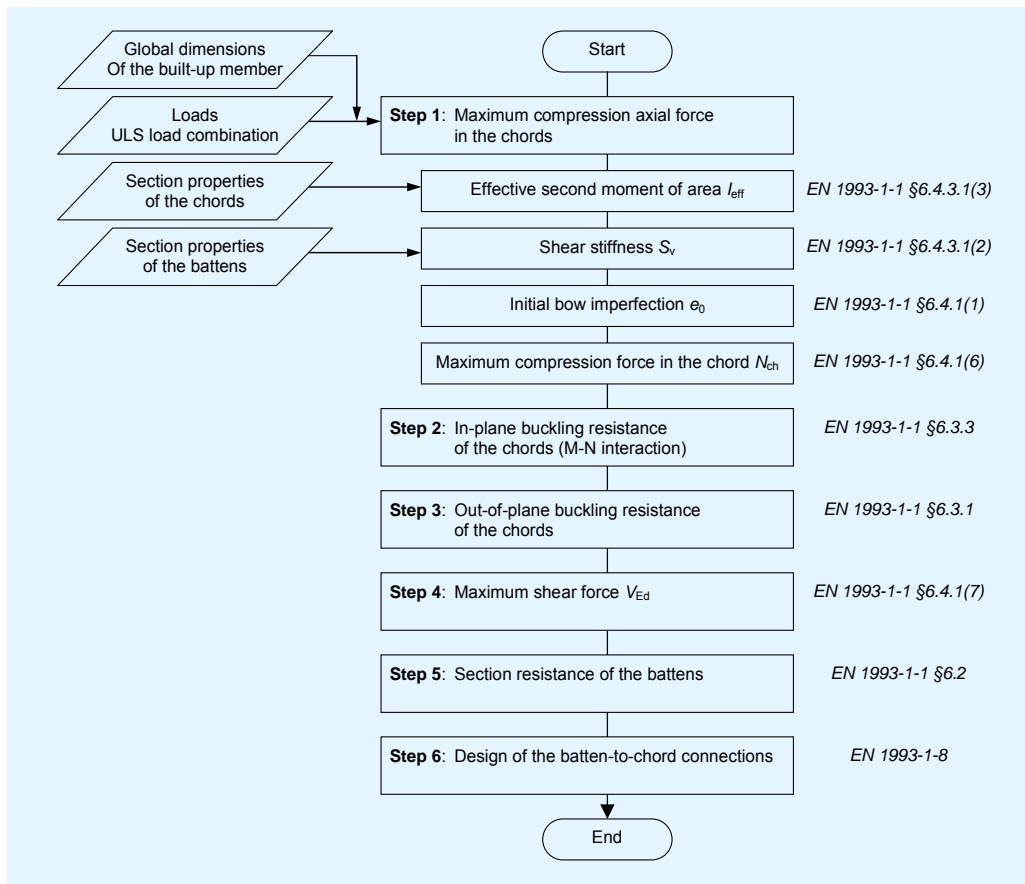 Global dimensions
Of the built-up member
Start
Loads
ULS load combination
Step 1: Maximum compression axial force
in the chords
Section properties
of the chords
Effective second moment of area Ieff
EN 1993-1-1 §6.4.3.1(3)
Section properties
of the battens
Shear stiffness Sv
EN 1993-1-1 §6.4.3.1(2)
Initial bow imperfection e0
EN 1993-1-1 §6.4.1(1)
Maximum compression force in the chord Nch
EN 1993-1-1 §6.4.1(6)
Step 2: In-plane buckling resistance
of the chords (M-N interaction)
EN 1993-1-1 §6.3.3
Step 3: Out-of-plane buckling resistance
of the chords
EN 1993-1-1 §6.3.1
Step 4: Maximum shear force VEd
EN 1993-1-1 §6.4.1(7)
Step 5: Section resistance of the battens
EN 1993-1-1 §6.2
Step 6: Design of the batten-to-chord connections
EN 1993-1-8
End